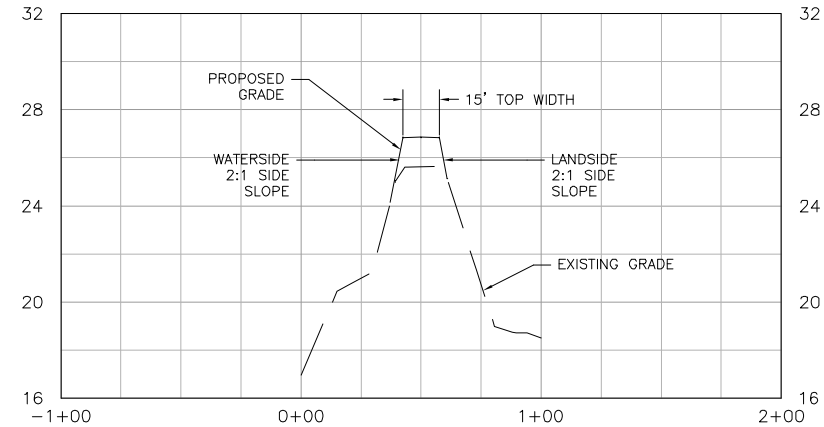 32
32
PROPOSED
GRADE
15' TOP WIDTH
28
28
WATERSIDE
2:1 SIDE
SLOPE
LANDSIDE
2:1 SIDE
SLOPE
24
24
EXISTING GRADE
20
20
16
16
-1+00
0+00
1+00
2+00